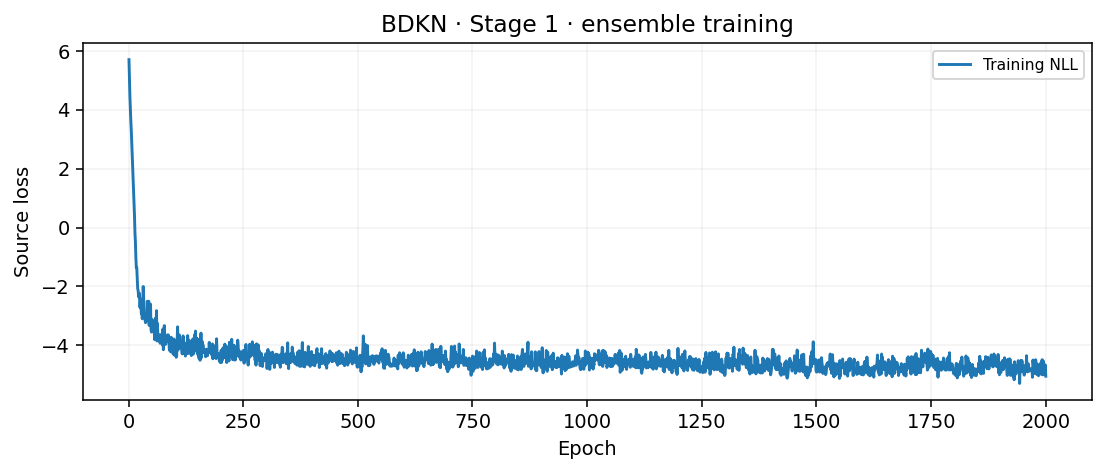 BDKN · Stage 1 · ensemble training
Training NLL
Source loss
6
4
2
0
−2
−4
0 250 500 750 1000 1250 1500 1750 2000
Epoch